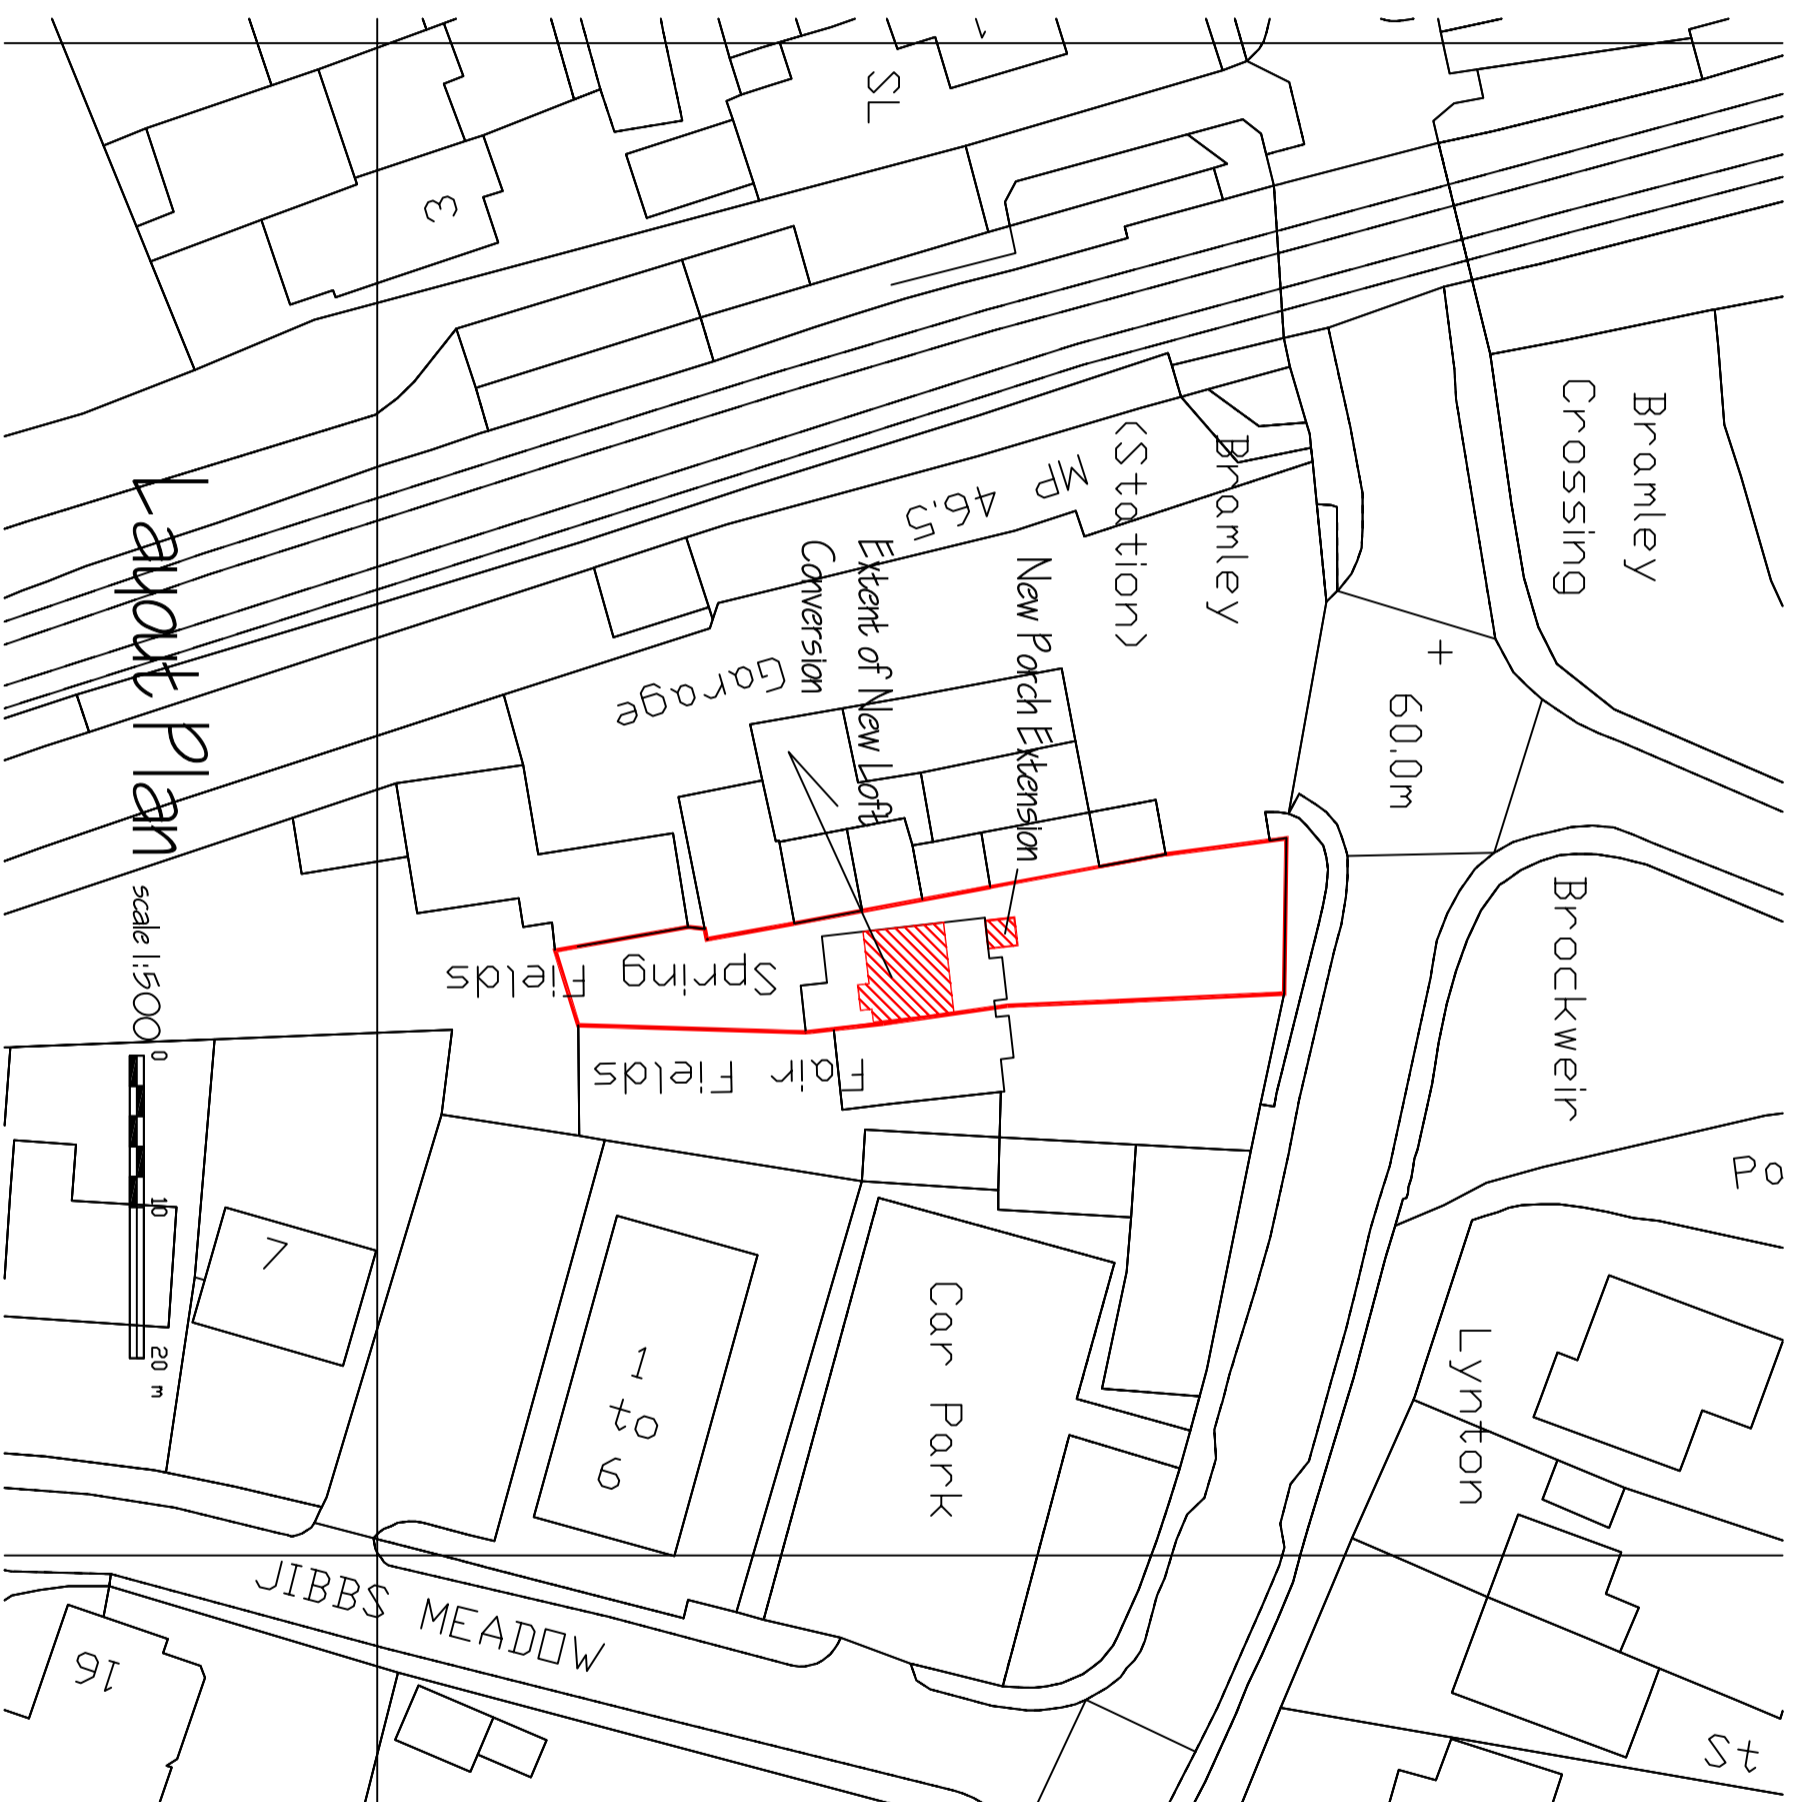 Layout Plan
scale 1:500
0
10
20 m
Extent of New Loft
Conversion
New Porch Extension
Bramley
(Station)
Bramley
Crossing
MP 46.5
Garage
60.0m
Spring
Fields
Fair Fields
Brockweir
Lynton
Car Park
1
to
6
7
3
SL
1
16
JIBBS MEADOW
Po
St